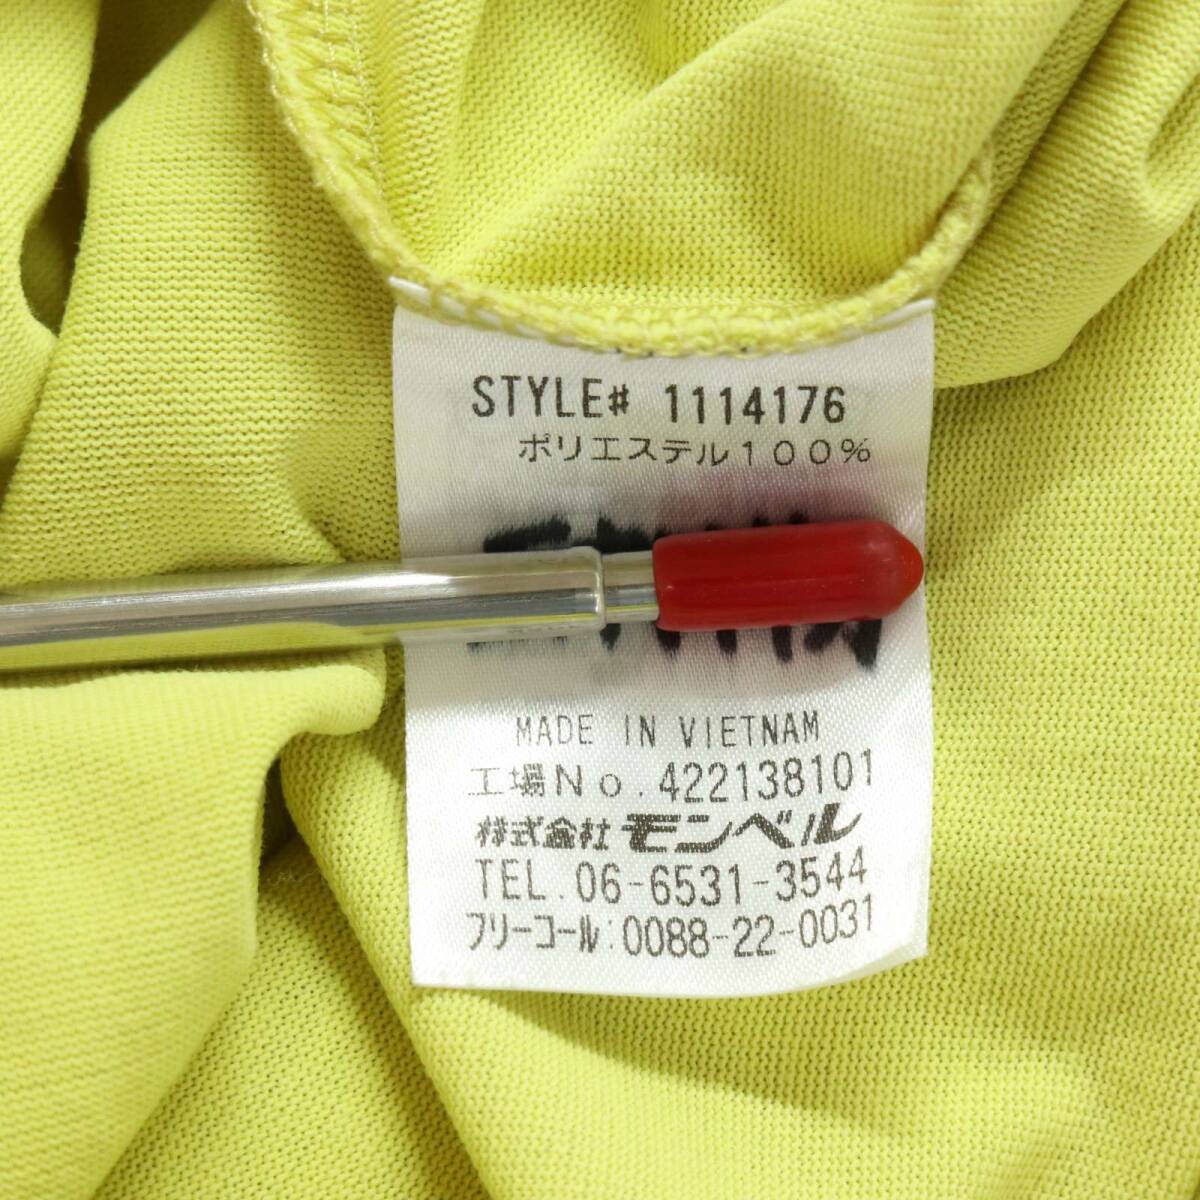 STYLE# 1114176
ポリエステル100%
MADE IN VIETNAM
工場No.422138101
株式会社モンベル
TEL.06-6531-3544
フリーコール:0088-22-0031